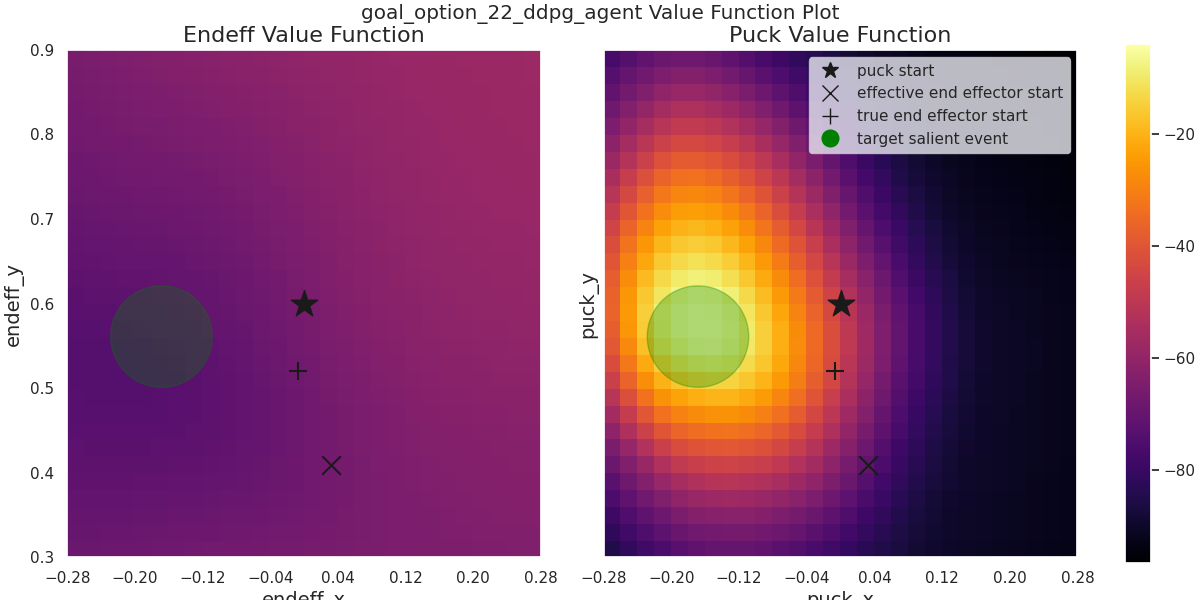 goal_option_22_ddpg_agent Value Function Plot
Endeff Value Function
Puck Value Function
puck start
effective end effector start
true end effector start
target salient event
0.9
0.8
0.7
0.6
0.5
0.4
0.3
endeff_y
−0.28
−0.20
−0.12
−0.04
0.04
0.12
0.20
0.28
endeff_x
puck_y
−0.28
−0.20
−0.12
−0.04
0.04
0.12
0.20
0.28
puck_x
−20
−40
−60
−80